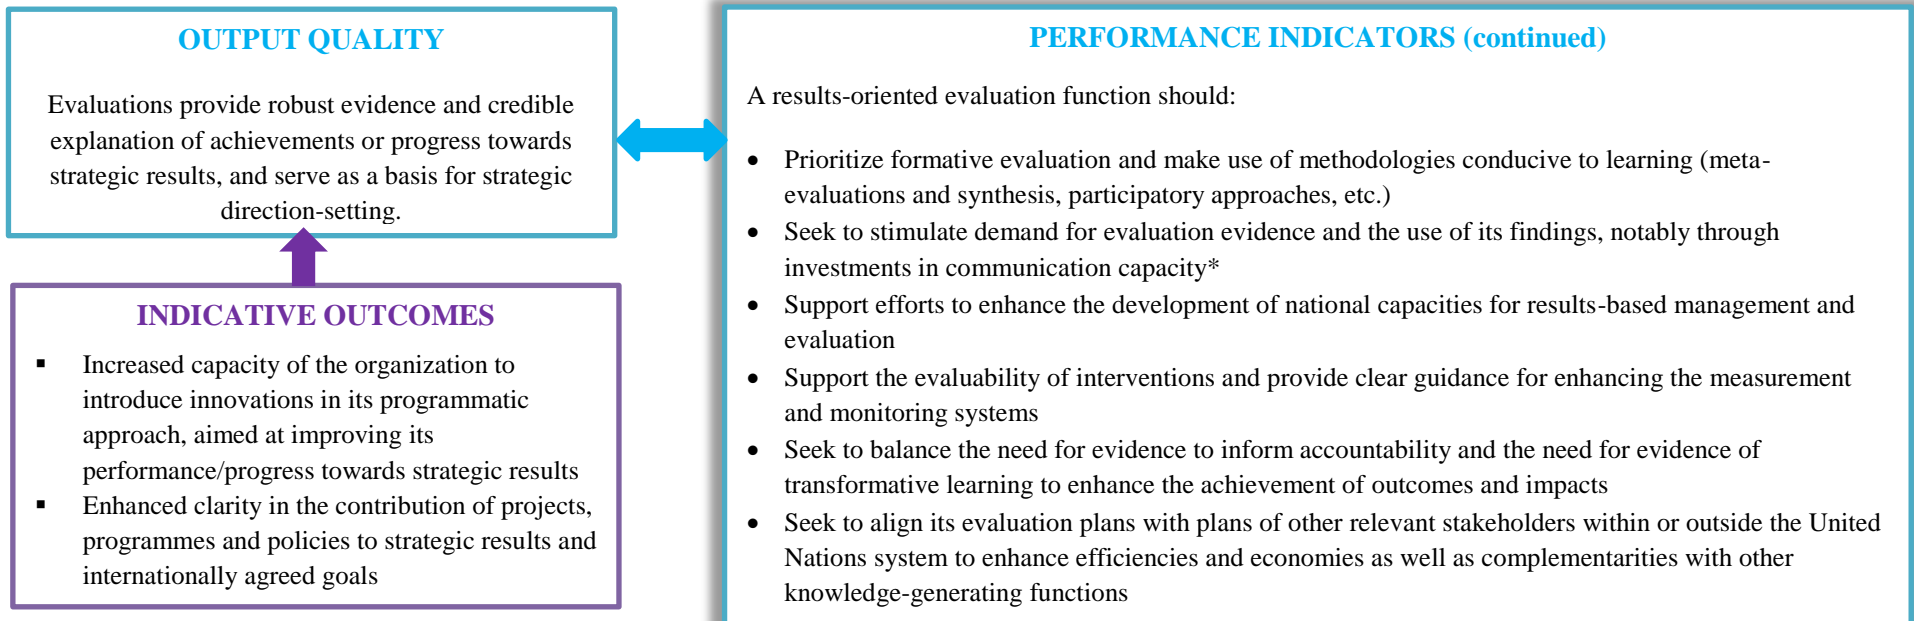 OUTPUT QUALITY
Evaluations provide robust evidence and credible
explanation of achievements or progress towards
strategic results, and serve as a basis for strategic
direction-setting.
INDICATIVE OUTCOMES
▪ Increased capacity of the organization to
introduce innovations in its programmatic
approach, aimed at improving its
performance/progress towards strategic results
▪ Enhanced clarity in the contribution of projects,
programmes and policies to strategic results and
internationally agreed goals
PERFORMANCE INDICATORS (continued)
A results-oriented evaluation function should:
• Prioritize formative evaluation and make use of methodologies conducive to learning (meta-
evaluations and synthesis, participatory approaches, etc.)
• Seek to stimulate demand for evaluation evidence and the use of its findings, notably through
investments in communication capacity*
• Support efforts to enhance the development of national capacities for results-based management and
evaluation
• Support the evaluability of interventions and provide clear guidance for enhancing the measurement
and monitoring systems
• Seek to balance the need for evidence to inform accountability and the need for evidence of
transformative learning to enhance the achievement of outcomes and impacts
• Seek to align its evaluation plans with plans of other relevant stakeholders within or outside the United
Nations system to enhance efficiencies and economies as well as complementarities with other
knowledge-generating functions